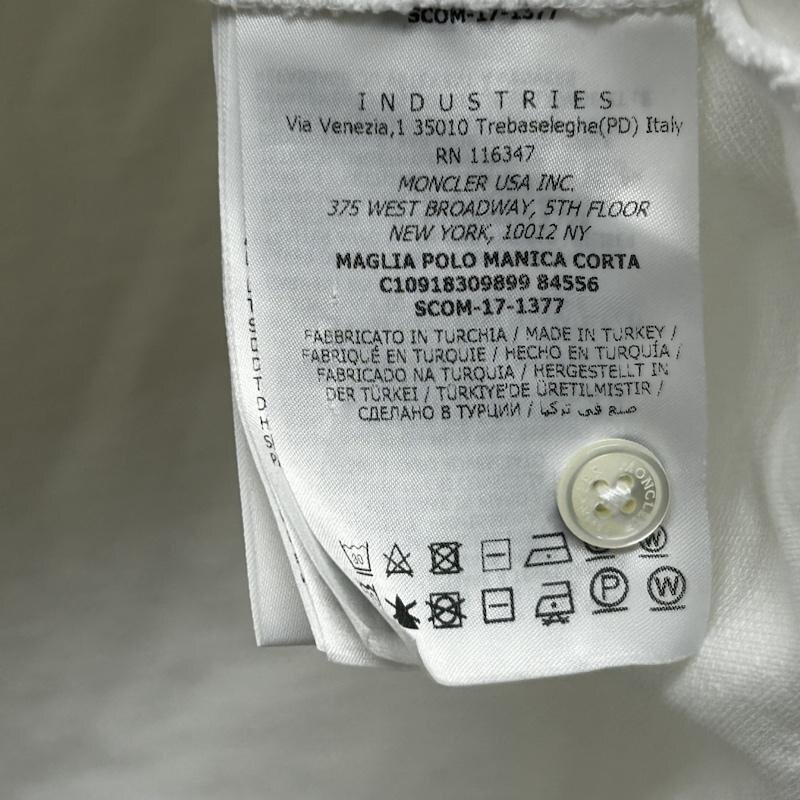 SCOM-17-1377
INDUSTRIES
Via Venezia,1 35010 Trebaseleghe(PD) Italy
RN 116347
MONCLER USA INC.
375 WEST BROADWAY, 5TH FLOOR
NEW YORK, 10012 NY
MAGLIA POLO MANICA CORTA
C10918309899 84556
SCOM-17-1377
FABBRICATO IN TURCHIA / MADE IN TURKEY /
FABRIQUÉ EN TURQUIE / HECHO EN TURQUÍA /
FABRICADO NA TURQUIA / HERGESTELLT IN
DER TÜRKEI / TÜRKIYE'DE ÜRETILMISTIR /
СДЕЛАНО В ТУРЦИИ / صنع في تركيا
MONCLER
30
W
P W